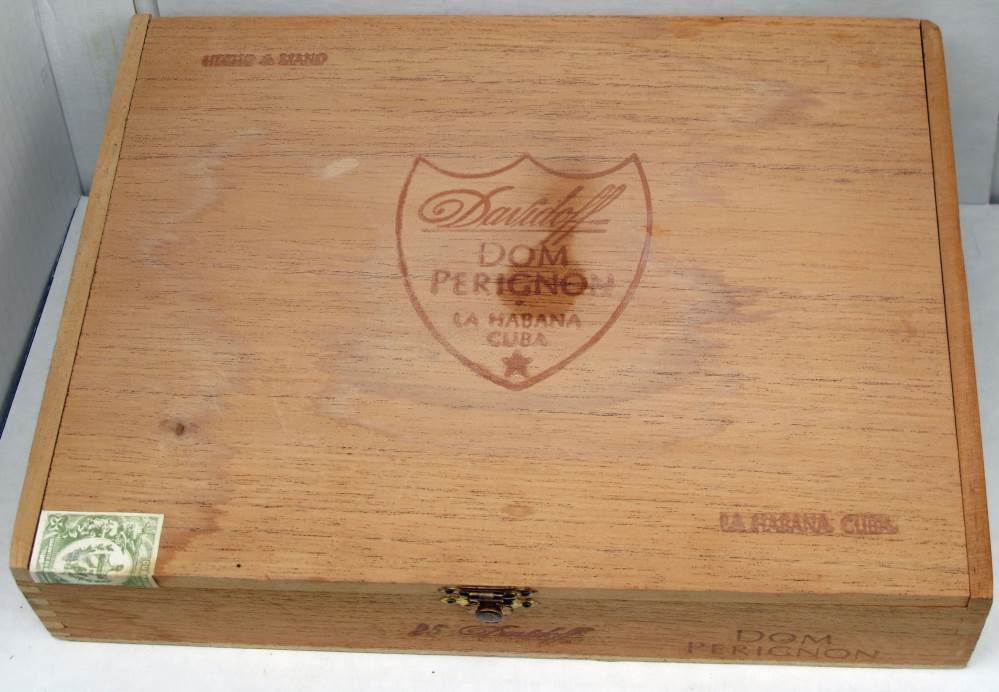 HECHO A MANO
Davidoff
DOM
PERIGNON
LA HABANA
CUBA
LA HABANA, CUBA
25 Davidoff
DOM
PERIGNON